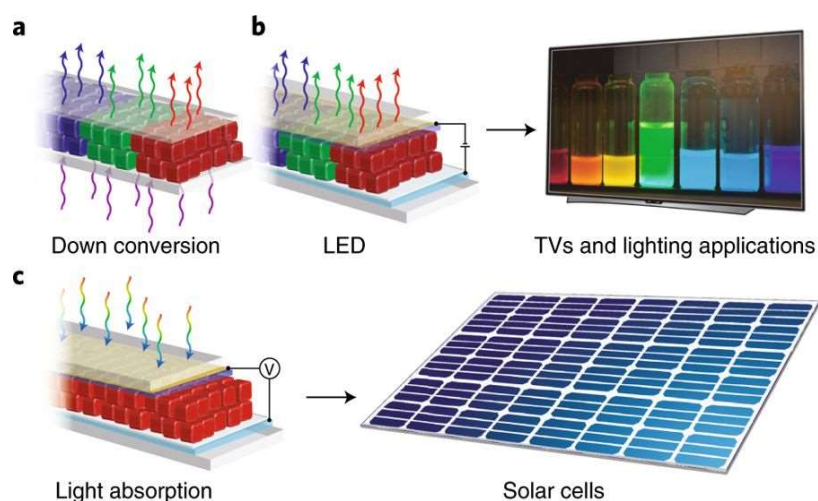 a
b
Down conversion
LED
TVs and lighting applications
c
V
Light absorption
Solar cells